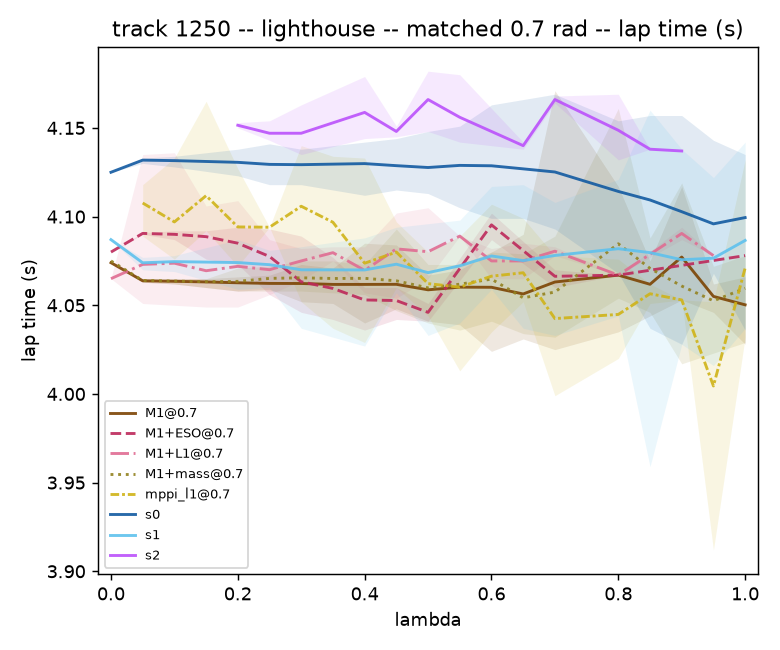 track 1250 -- lighthouse -- matched 0.7 rad -- lap time (s)
lap time (s)
4.15
4.10
4.05
4.00
3.95
3.90
M1@0.7
M1+ESO@0.7
M1+L1@0.7
M1+mass@0.7
mppi_l1@0.7
s0
s1
s2
0.0 0.2 0.4 0.6 0.8 1.0
lambda